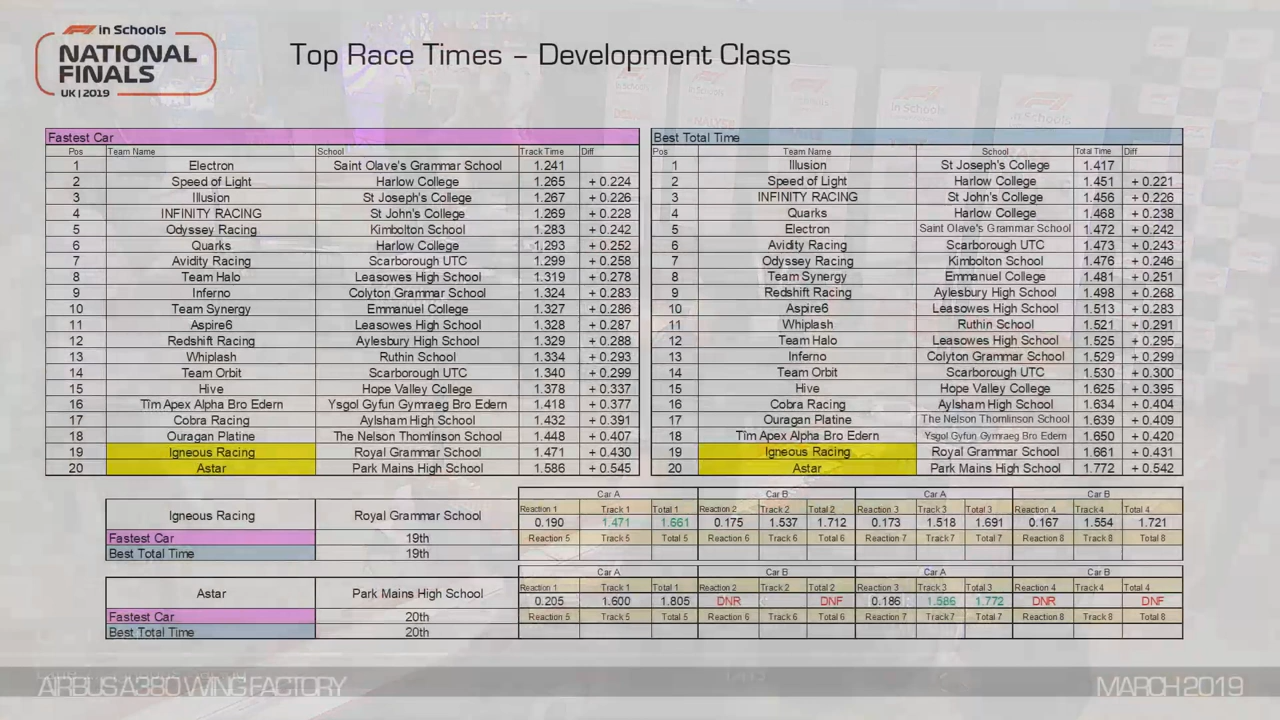 F1 in Schools
NATIONAL
FINALS
UK | 2019
Top Race Times – Development Class
Fastest Car
Pos Team Name School Track Time Diff
1 Electron Saint Olave's Grammar School 1.241
2 Speed of Light Harlow College 1.265 + 0.224
3 Illusion St Joseph's College 1.267 + 0.226
4 INFINITY RACING St John's College 1.269 + 0.228
5 Odyssey Racing Kimbolton School 1.283 + 0.242
6 Quarks Harlow College 1.293 + 0.252
7 Avidity Racing Scarborough UTC 1.299 + 0.258
8 Team Halo Leasowes High School 1.319 + 0.278
9 Inferno Colyton Grammar School 1.324 + 0.283
10 Team Synergy Emmanuel College 1.327 + 0.286
11 Aspire6 Leasowes High School 1.328 + 0.287
12 Redshift Racing Aylesbury High School 1.329 + 0.288
13 Whiplash Ruthin School 1.334 + 0.293
14 Team Orbit Scarborough UTC 1.340 + 0.299
15 Hive Hope Valley College 1.378 + 0.337
16 Tîm Apex Alpha Bro Edern Ysgol Gyfun Gymraeg Bro Edern 1.418 + 0.377
17 Cobra Racing Aylsham High School 1.432 + 0.391
18 Ouragan Platine The Nelson Thomlinson School 1.448 + 0.407
19 Igneous Racing Royal Grammar School 1.471 + 0.430
20 Astar Park Mains High School 1.586 + 0.545
Best Total Time
Pos Team Name School Total Time Diff
1 Illusion St Joseph's College 1.417
2 Speed of Light Harlow College 1.451 + 0.221
3 INFINITY RACING St John's College 1.456 + 0.226
4 Quarks Harlow College 1.468 + 0.238
5 Electron Saint Olave's Grammar School 1.472 + 0.242
6 Avidity Racing Scarborough UTC 1.473 + 0.243
7 Odyssey Racing Kimbolton School 1.476 + 0.246
8 Team Synergy Emmanuel College 1.481 + 0.251
9 Redshift Racing Aylesbury High School 1.498 + 0.268
10 Aspire6 Leasowes High School 1.513 + 0.283
11 Whiplash Ruthin School 1.521 + 0.291
12 Team Halo Leasowes High School 1.525 + 0.295
13 Inferno Colyton Grammar School 1.529 + 0.299
14 Team Orbit Scarborough UTC 1.530 + 0.300
15 Hive Hope Valley College 1.625 + 0.395
16 Cobra Racing Aylsham High School 1.634 + 0.404
17 Ouragan Platine The Nelson Thomlinson School 1.639 + 0.409
18 Tîm Apex Alpha Bro Edern Ysgol Gyfun Gymraeg Bro Edern 1.650 + 0.420
19 Igneous Racing Royal Grammar School 1.661 + 0.431
20 Astar Park Mains High School 1.772 + 0.542
Car A Car B Car A Car B
Igneous Racing Royal Grammar School
Reaction 1 Track 1 Total 1 Reaction 2 Track 2 Total 2 Reaction 3 Track 3 Total 3 Reaction 4 Track 4 Total 4
0.190 1.471 1.661 0.175 1.537 1.712 0.173 1.518 1.691 0.167 1.554 1.721
Fastest Car 19th Reaction 5 Track 5 Total 5 Reaction 6 Track 6 Total 6 Reaction 7 Track 7 Total 7 Reaction 8 Track 8 Total 8
Best Total Time 19th
Car A Car B Car A Car B
Astar Park Mains High School
Reaction 1 Track 1 Total 1 Reaction 2 Track 2 Total 2 Reaction 3 Track 3 Total 3 Reaction 4 Track 4 Total 4
0.205 1.600 1.805 DNR DNF 0.186 1.586 1.772 DNR DNF
Fastest Car 20th Reaction 5 Track 5 Total 5 Reaction 6 Track 6 Total 6 Reaction 7 Track 7 Total 7 Reaction 8 Track 8 Total 8
Best Total Time 20th
AIRBUS A380 WING FACTORY
MARCH 2019